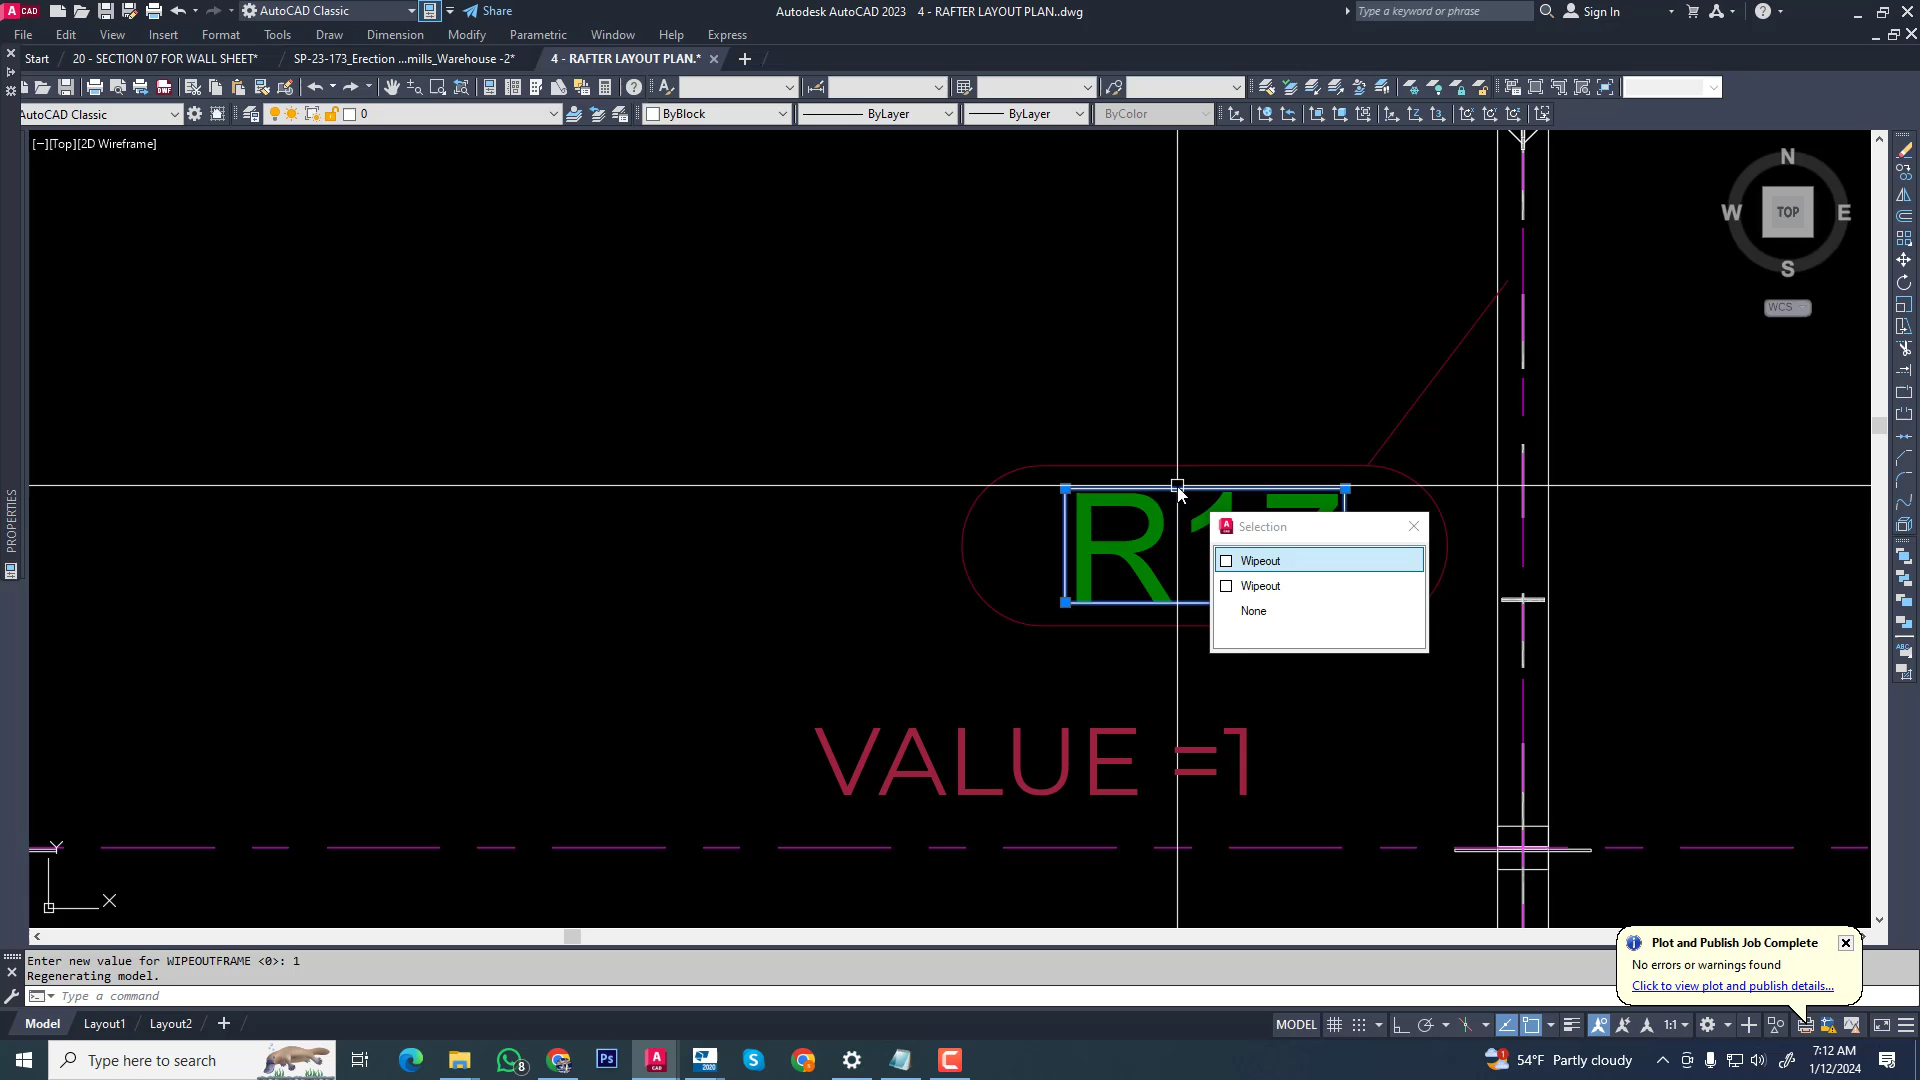 CAD
AutoCAD Classic
Share
Autodesk AutoCAD 2023 4 - RAFTER LAYOUT PLAN..dwg
Type a keyword or phrase
Sign In
File Edit View Insert Format Tools Draw Dimension Modify Parametric Window Help Express
Start
20 - SECTION 07 FOR WALL SHEET*
SP-23-173_Erection ...mills_Warehouse -2*
4 - RAFTER LAYOUT PLAN.*
AutoCAD Classic
0
ByBlock
ByLayer
ByLayer
ByColor
[−][Top][2D Wireframe]
N
W
TOP
E
S
WCS
PROPERTIES
R17
Selection
Wipeout
Wipeout
None
VALUE =1
Y
X
Enter new value for WIPEOUTFRAME <0>: 1
Regenerating model.
Type a command
Plot and Publish Job Complete
No errors or warnings found
Click to view plot and publish details...
Model
Layout1
Layout2
MODEL
1:1
Type here to search
54°F Partly cloudy
7:12 AM
1/12/2024